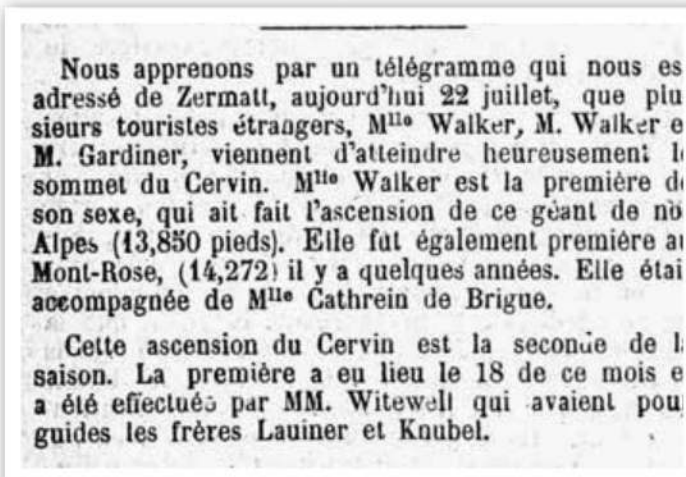 Nous apprenons par un télégramme qui nous es
adressé de Zermatt, aujourd'hui 22 juillet, que plu
sieurs touristes étrangers, Mlle Walker, M. Walker e
M. Gardiner, viennent d'atteindre heureusement l
sommet du Cervin. Mlle Walker est la première d
son sexe, qui ait fait l'ascension de ce géant de no
Alpes (13,850 pieds). Elle fut également première a
Mont-Rose, (14,272) il y a quelques années. Elle étai
accompagnée de Mlle Cathrein de Brigue.
Cette ascension du Cervin est la seconde de l
saison. La première a eu lieu le 18 de ce mois e
a été effectuée par MM. Witewell qui avaient pou
guides les frères Lauiner et Knubel.